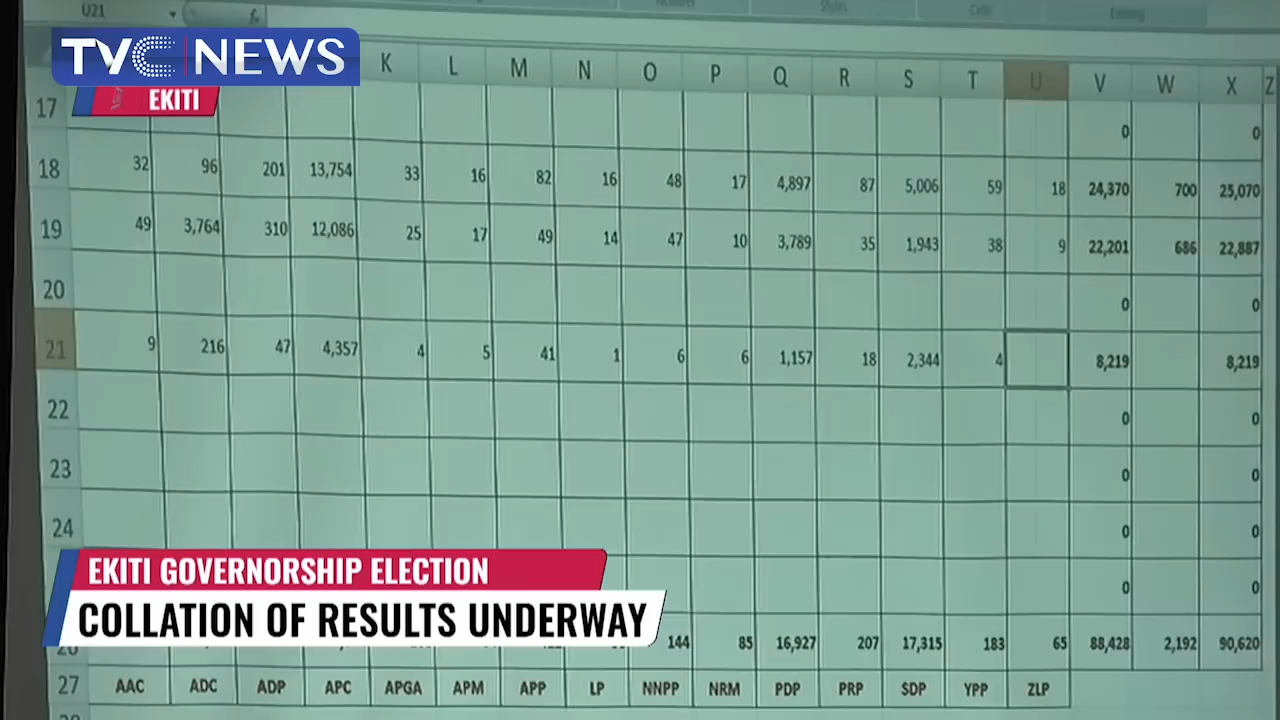 U21 fx Number Styles Cells Editing
TVC NEWS
EKITI
K L M N O P Q R S T U V W X Z
17 0 0
18 32 96 201 13,754 33 16 82 16 48 17 4,897 87 5,006 59 18 24,370 700 25,070
19 49 3,764 310 12,086 25 17 49 14 47 10 3,789 35 1,943 38 9 22,201 686 22,887
20 0 0
21 9 216 47 4,357 4 5 41 1 6 6 1,157 18 2,344 4 8,219 8,219
22 0 0
23 0 0
24 0 0
0 0
EKITI GOVERNORSHIP ELECTION
COLLATION OF RESULTS UNDERWAY
144 85 16,927 207 17,315 183 65 88,428 2,192 90,620
27 AAC ADC ADP APC APGA APM APP LP NNPP NRM PDP PRP SDP YPP ZLP